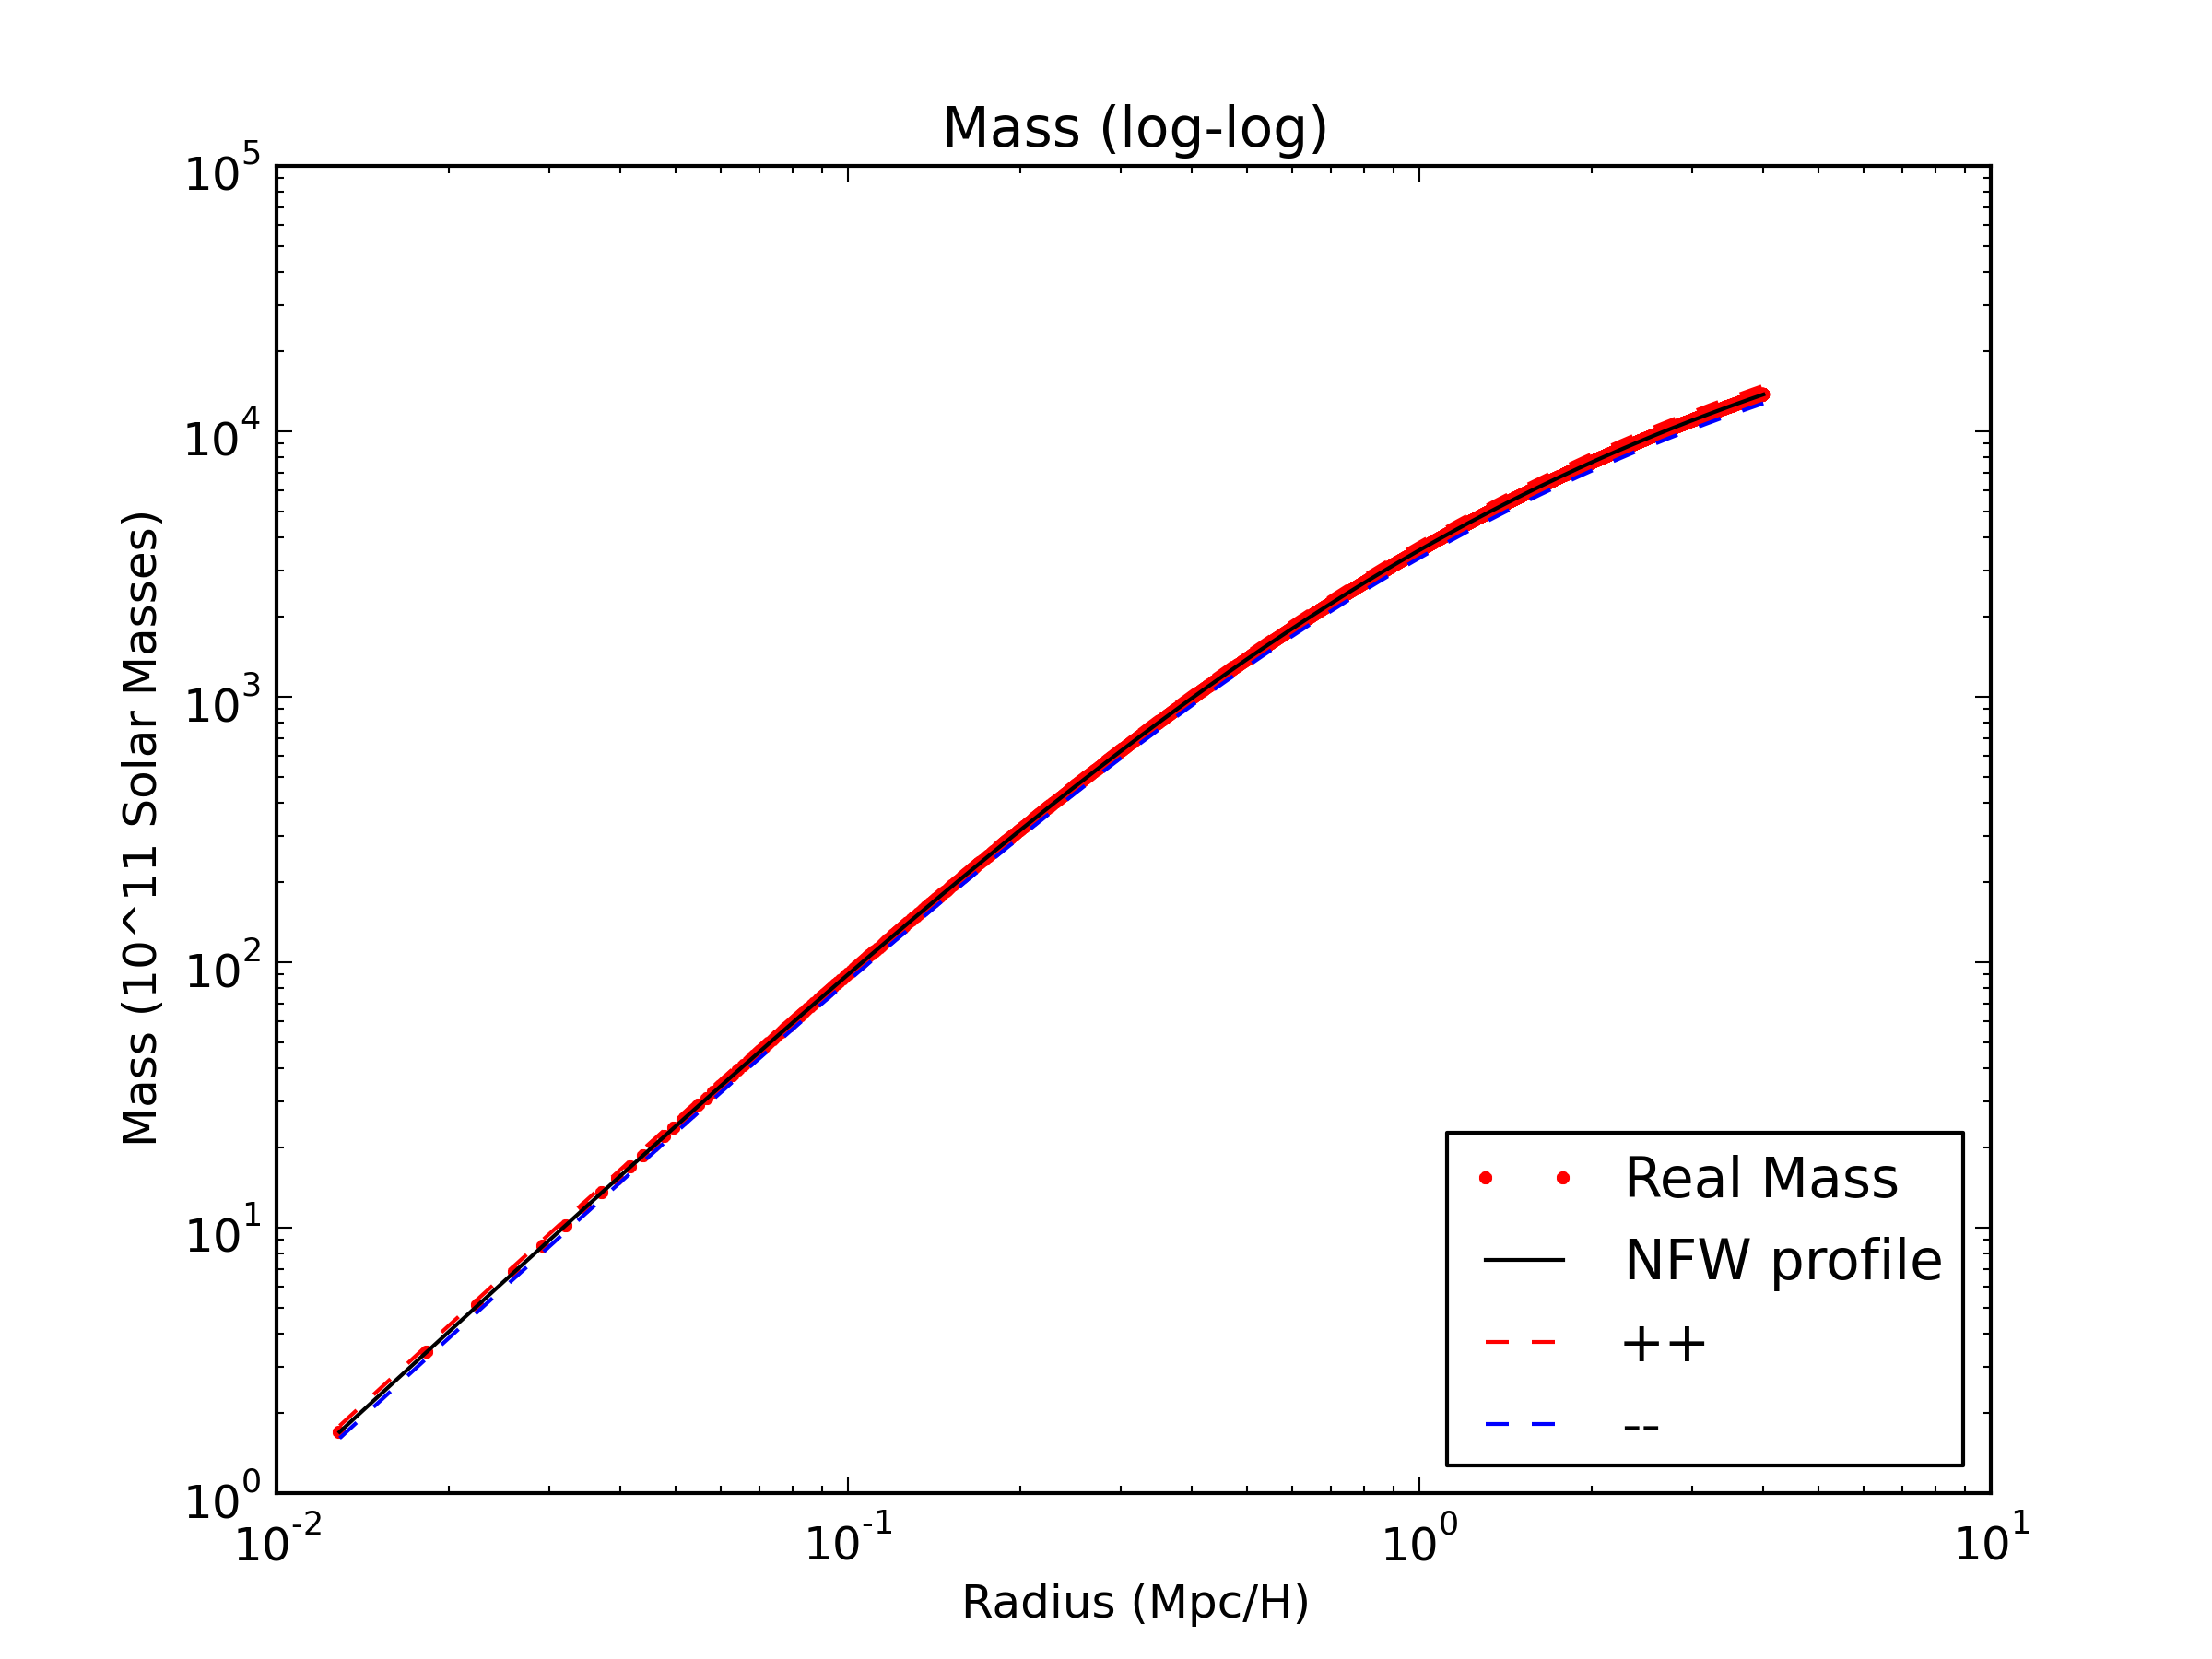 Mass (log-log)
10^5
10^4
10^3
10^2
10^1
10^0
Mass (10^11 Solar Masses)
10^-2
10^-1
10^0
10^1
Radius (Mpc/H)
Real Mass
NFW profile
++
--